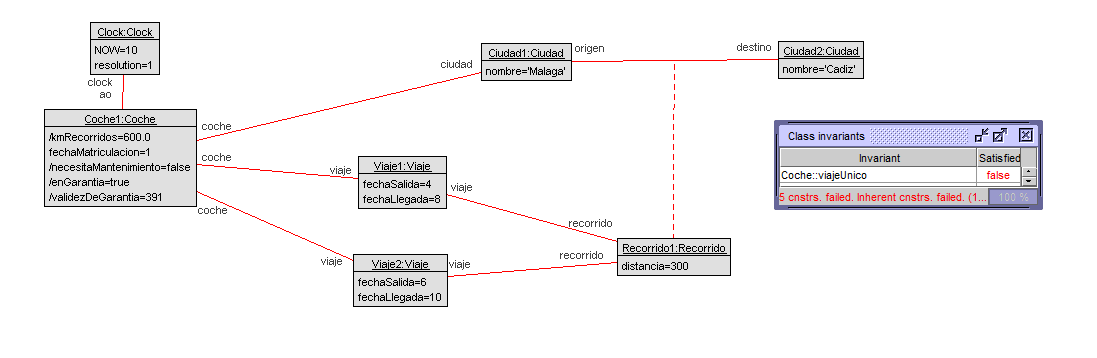 Clock:Clock
NOW=10
resolution=1
clock
ao
Coche1:Coche
/kmRecorridos=600.0
fechaMatriculacion=1
/necesitaMantenimiento=false
/enGarantia=true
/validezDeGarantia=391
coche
ciudad
Ciudad1:Ciudad
nombre='Malaga'
origen
destino
Ciudad2:Ciudad
nombre='Cadiz'
coche
viaje
Viaje1:Viaje
fechaSalida=4
fechaLlegada=8
viaje
recorrido
coche
viaje
Viaje2:Viaje
fechaSalida=6
fechaLlegada=10
viaje
recorrido
Recorrido1:Recorrido
distancia=300
Class invariants
Invariant Satisfied
Coche::viajeUnico false
5 cnstrs. failed. Inherent cnstrs. failed. (1... 100 %